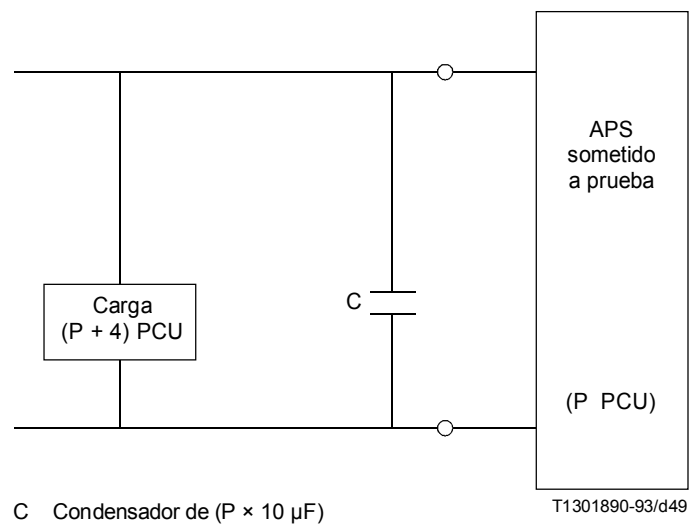 APS
sometido
a prueba
Carga
(P + 4) PCU
C
(P PCU)
C Condensador de (P × 10 µF)
T1301890-93/d49